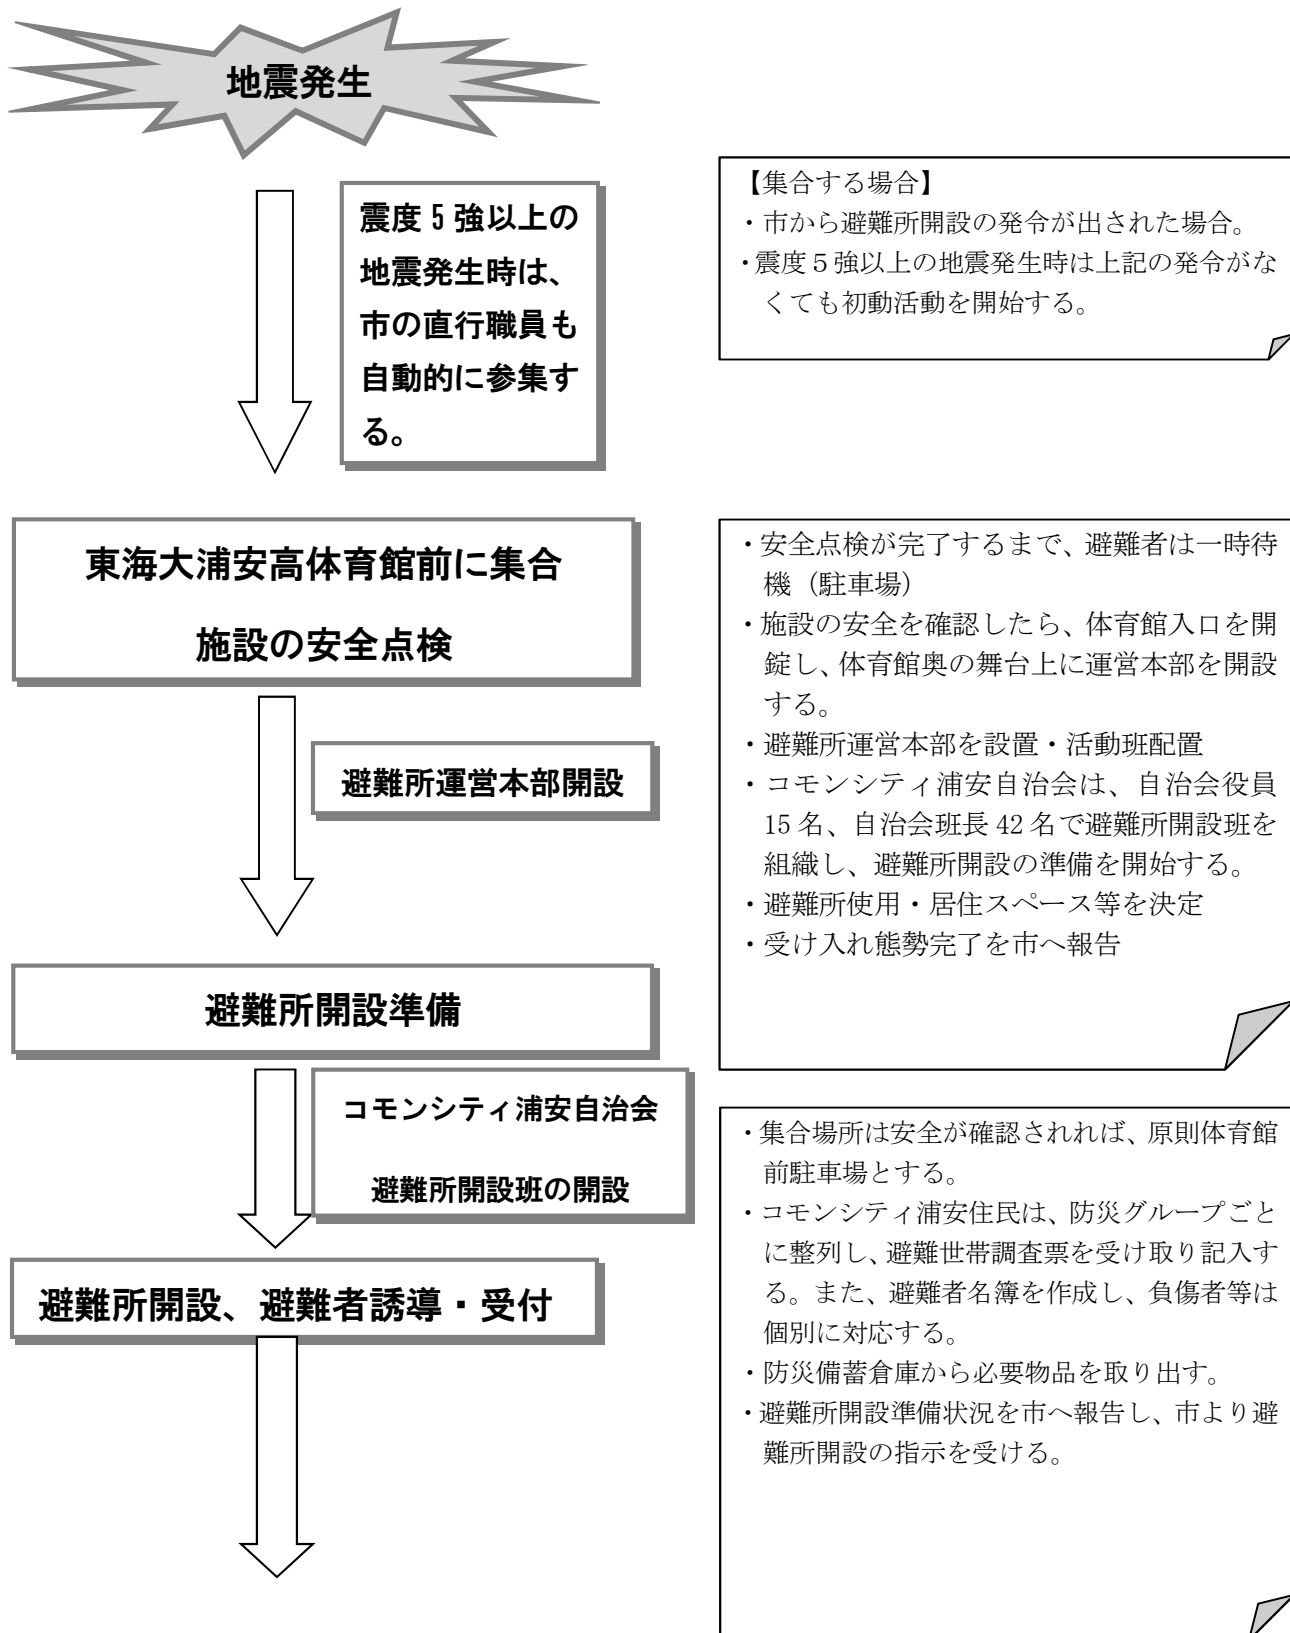 地震発生
震度 5 強以上の
地震発生時は、
市の直行職員も
自動的に参集す
る。
【集合する場合】
・市から避難所開設の発令が出された場合。
・震度５強以上の地震発生時は上記の発令がな
くても初動活動を開始する。
東海大浦安高体育館前に集合
施設の安全点検
避難所運営本部開設
・安全点検が完了するまで、避難者は一時待
機（駐車場）
・施設の安全を確認したら、体育館入口を開
錠し、体育館奥の舞台上に運営本部を開設
する。
・避難所運営本部を設置・活動班配置
・コモンシティ浦安自治会は、自治会役員
15 名、自治会班長 42 名で避難所開設班を
組織し、避難所開設の準備を開始する。
・避難所使用・居住スペース等を決定
・受け入れ態勢完了を市へ報告
避難所開設準備
コモンシティ浦安自治会
避難所開設班の開設
避難所開設、避難者誘導・受付
・集合場所は安全が確認されれば、原則体育館
前駐車場とする。
・コモンシティ浦安住民は、防災グループごと
に整列し、避難世帯調査票を受け取り記入す
る。また、避難者名簿を作成し、負傷者等は
個別に対応する。
・防災備蓄倉庫から必要物品を取り出す。
・避難所開設準備状況を市へ報告し、市より避
難所開設の指示を受ける。